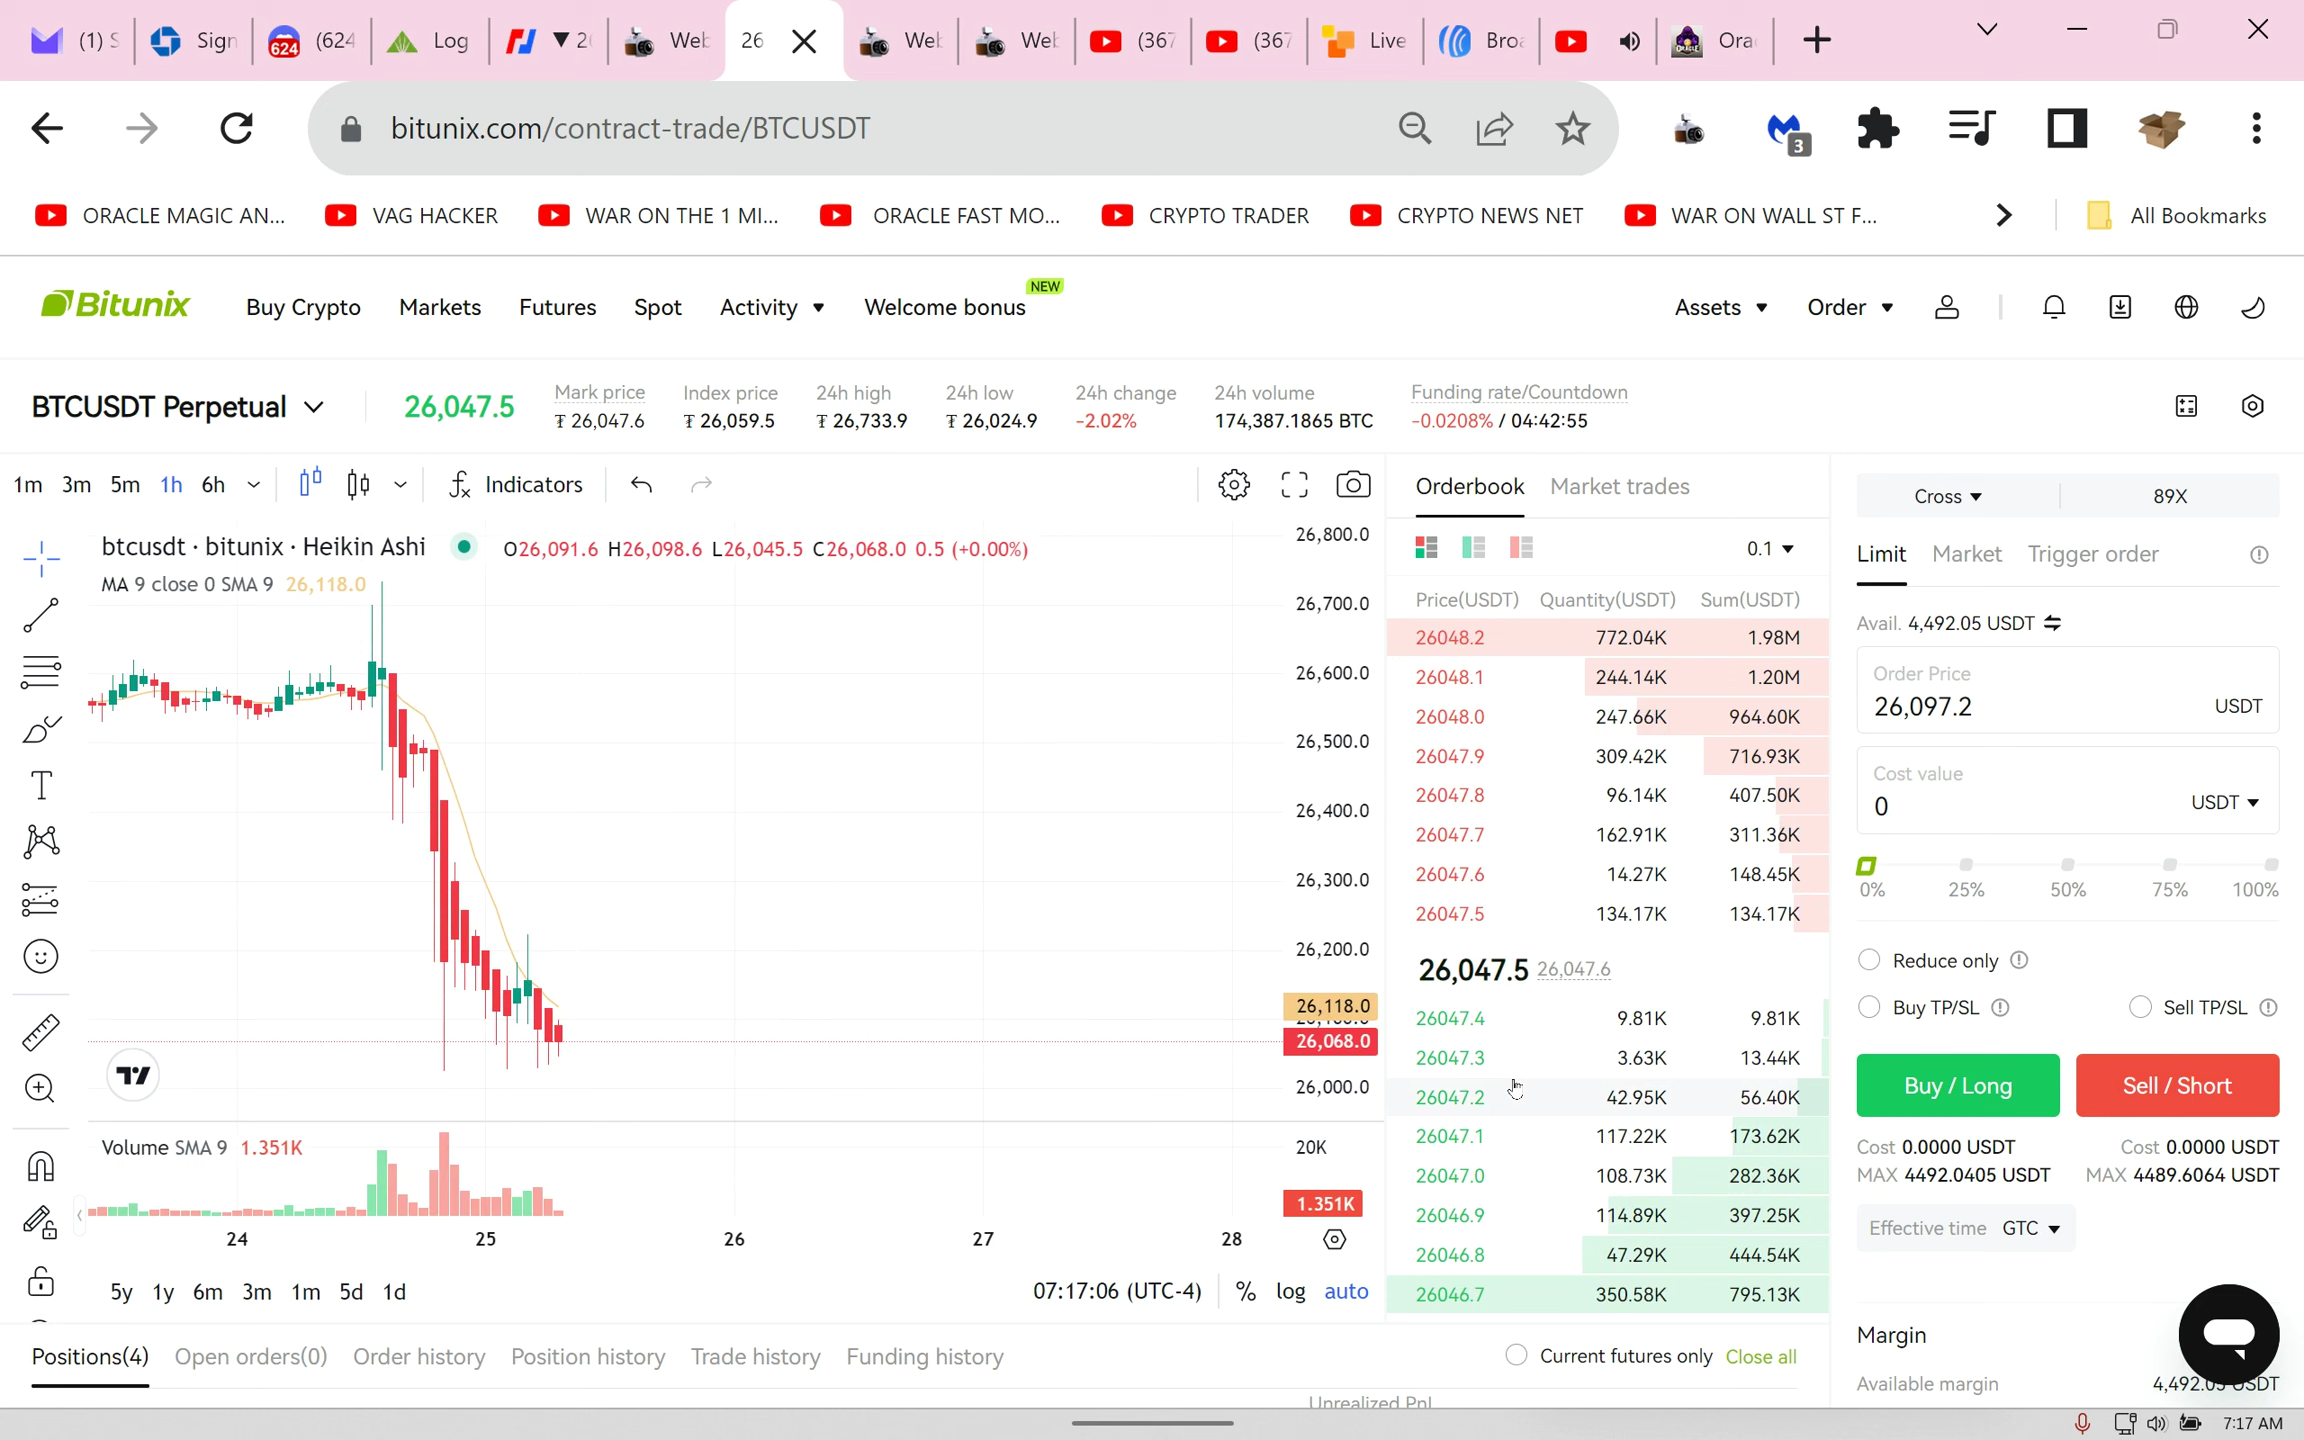 (1) S
Sign
624
(624
Log
▼ 2
Web
26
Web
Web
(367
(367
Live
Bro
Ora
bitunix.com/contract-trade/BTCUSDT
3
ORACLE MAGIC AN...
VAG HACKER
WAR ON THE 1 MI...
ORACLE FAST MO...
CRYPTO TRADER
CRYPTO NEWS NET
WAR ON WALL ST F...
All Bookmarks
Bitunix
Buy Crypto
Markets
Futures
Spot
Activity
Welcome bonus
NEW
Assets
Order
BTCUSDT Perpetual
26,047.5
Mark price
₮ 26,047.6
Index price
₮ 26,059.5
24h high
₮ 26,733.9
24h low
₮ 26,024.9
24h change
-2.02%
24h volume
174,387.1865 BTC
Funding rate/Countdown
-0.0208% / 04:42:55
1m 3m 5m 1h 6h
Indicators
btcusdt · bitunix · Heikin Ashi
O26,091.6 H26,098.6 L26,045.5 C26,068.0 0.5 (+0.00%)
MA 9 close 0 SMA 9 26,118.0
26,800.0
26,700.0
26,600.0
26,500.0
26,400.0
26,300.0
26,200.0
26,118.0
26,068.0
26,000.0
Volume SMA 9 1.351K
20K
1.351K
24 25 26 27 28
5y 1y 6m 3m 1m 5d 1d
07:17:06 (UTC-4)
% log auto
Orderbook
Market trades
0.1
Price(USDT) Quantity(USDT) Sum(USDT)
26048.2 772.04K 1.98M
26048.1 244.14K 1.20M
26048.0 247.66K 964.60K
26047.9 309.42K 716.93K
26047.8 96.14K 407.50K
26047.7 162.91K 311.36K
26047.6 14.27K 148.45K
26047.5 134.17K 134.17K
26,047.5 26,047.6
26047.4 9.81K 9.81K
26047.3 3.63K 13.44K
26047.2 42.95K 56.40K
26047.1 117.22K 173.62K
26047.0 108.73K 282.36K
26046.9 114.89K 397.25K
26046.8 47.29K 444.54K
26046.7 350.58K 795.13K
Cross
89X
Limit
Market
Trigger order
Avail. 4,492.05 USDT
Order Price
26,097.2
USDT
Cost value
0
USDT
0% 25% 50% 75% 100%
Reduce only
Buy TP/SL
Sell TP/SL
Buy / Long
Sell / Short
Cost 0.0000 USDT
Cost 0.0000 USDT
MAX 4492.0405 USDT
MAX 4489.6064 USDT
Effective time GTC
Margin
Available margin
4,492.05 USDT
Positions(4)
Open orders(0)
Order history
Position history
Trade history
Funding history
Current futures only
Close all
Unrealized PnL
7:17 AM